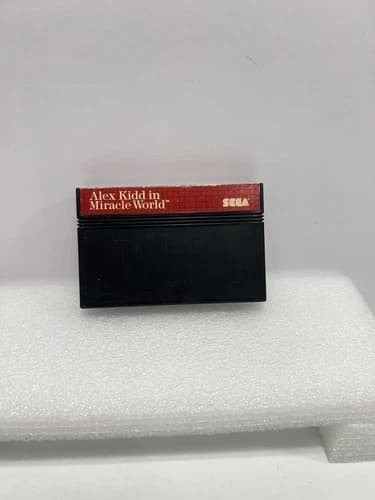 Alex Kidd in
Miracle World™
SEGA